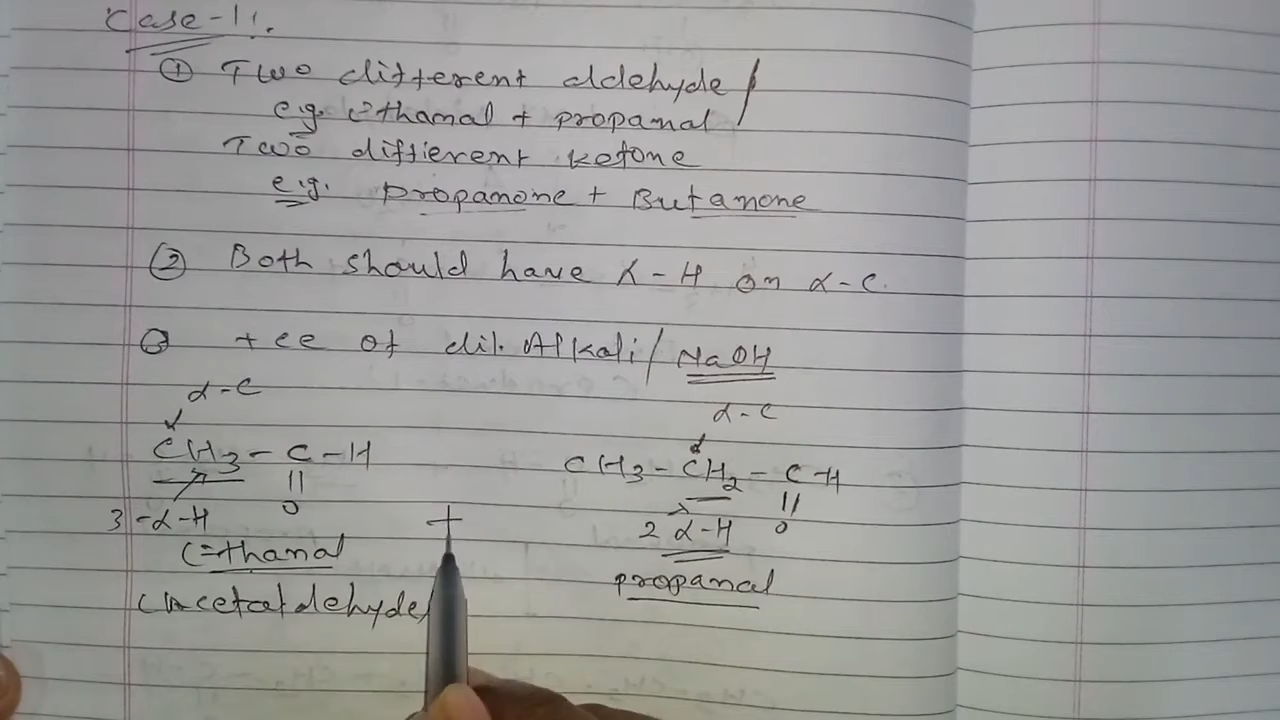 Case-1:
① Two different aldehyde /
e.g. Ethanal + propanal /
Two different ketone
e.g. propanone + Butanone
② Both should have α-H on α-C.
③ +ce of dil. Alkali/NaOH
α-C α-C
CH3-C-H CH3-CH2-C-H
|| ||
O O
3-α-H + 2 α-H
Ethanal propanal
(Acetaldehyde